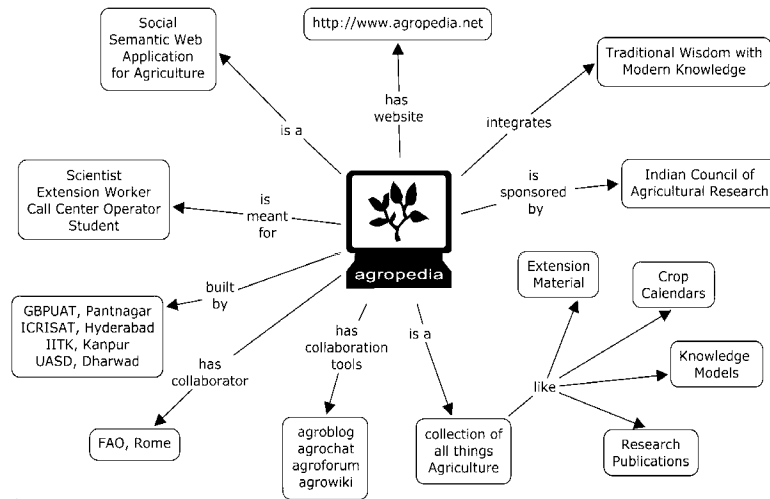 Social
Semantic Web
Application
for Agriculture
http://www.agropedia.net
Traditional Wisdom with
Modern Knowledge
is a
has
website
integrates
Scientist
Extension Worker
Call Center Operator
Student
is
meant
for
is
sponsored
by
Indian Council of
Agricultural Research
agropedia
built
by
GBPUAT, Pantnagar
ICRISAT, Hyderabad
IITK, Kanpur
UASD, Dharwad
has
collaborator
FAO, Rome
has
collaboration
tools
agroblog
agrochat
agroforum
agrowiki
is a
collection of
all things
Agriculture
like
Extension
Material
Crop
Calendars
Knowledge
Models
Research
Publications